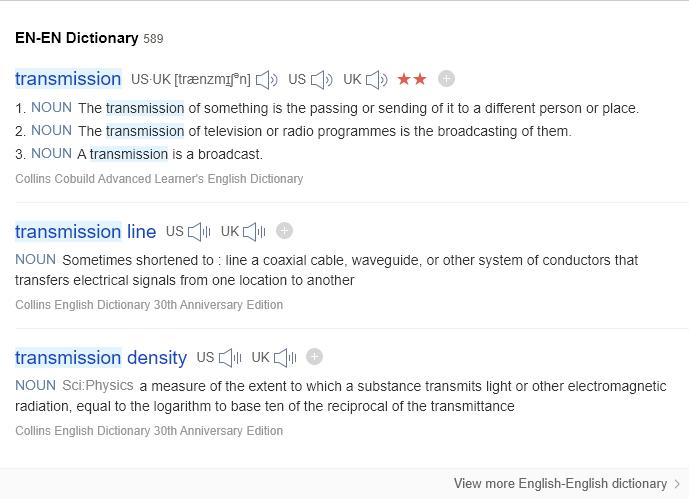 EN-EN Dictionary 589
transmission US·UK [trænzmɪʃᵊn] US UK ★★
1. NOUN The transmission of something is the passing or sending of it to a different person or place.
2. NOUN The transmission of television or radio programmes is the broadcasting of them.
3. NOUN A transmission is a broadcast.
Collins Cobuild Advanced Learner's English Dictionary
transmission line US UK
NOUN Sometimes shortened to : line a coaxial cable, waveguide, or other system of conductors that
transfers electrical signals from one location to another
Collins English Dictionary 30th Anniversary Edition
transmission density US UK
NOUN Sci:Physics a measure of the extent to which a substance transmits light or other electromagnetic
radiation, equal to the logarithm to base ten of the reciprocal of the transmittance
Collins English Dictionary 30th Anniversary Edition
View more English-English dictionary